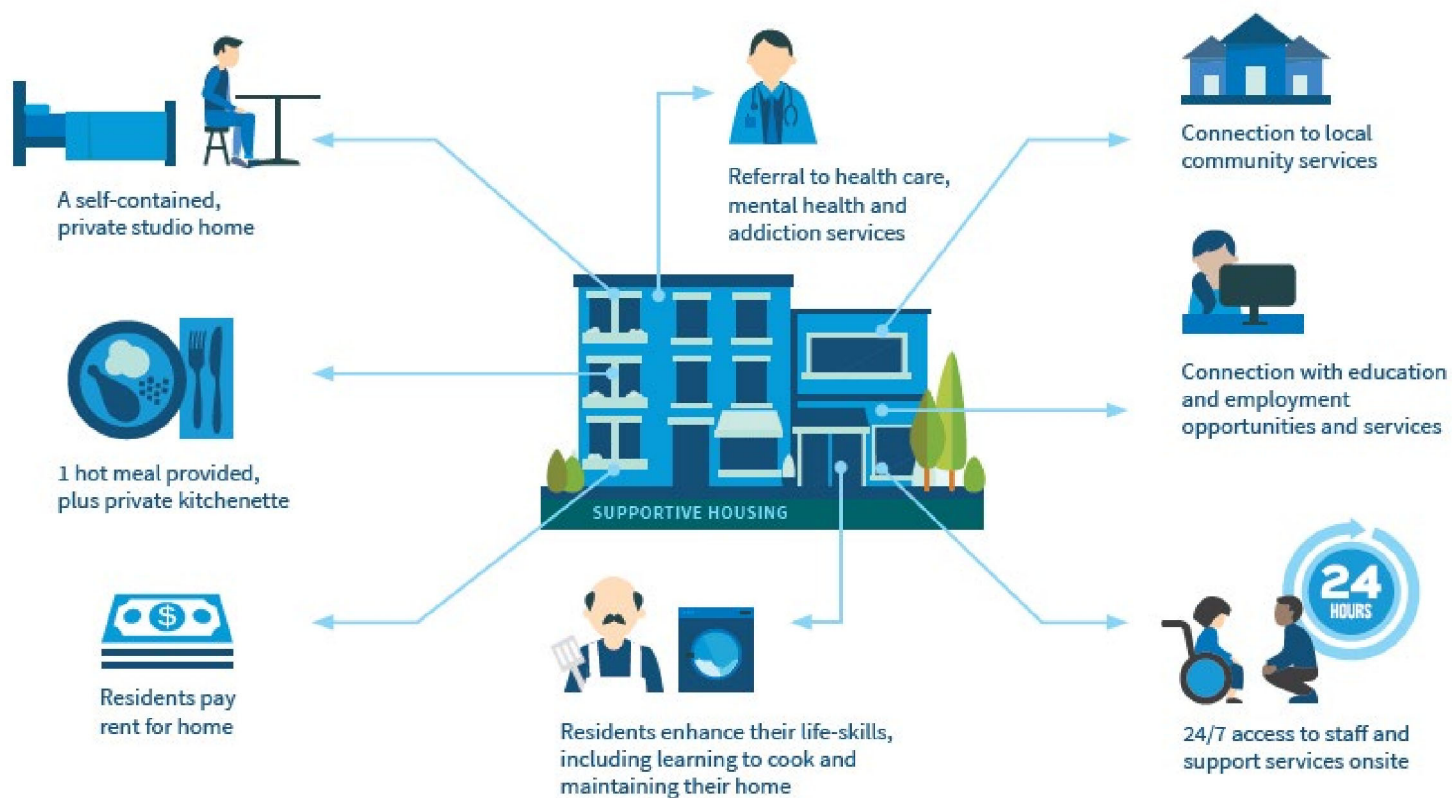 A self-contained,
private studio home
Referral to health care,
mental health and
addiction services
Connection to local
community services
1 hot meal provided,
plus private kitchenette
Connection with education
and employment
opportunities and services
SUPPORTIVE HOUSING
$
Residents pay
rent for home
Residents enhance their life-skills,
including learning to cook and
maintaining their home
24
HOURS
24/7 access to staff and
support services onsite